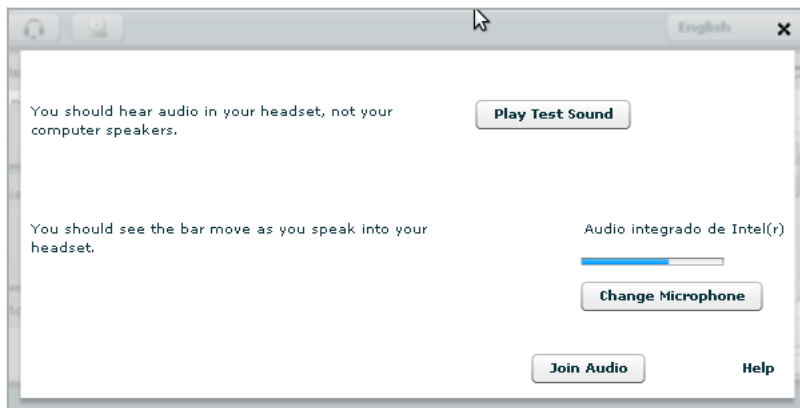 English
You should hear audio in your headset, not your
computer speakers.
Play Test Sound
You should see the bar move as you speak into your
headset.
Audio integrado de Intel(r)
Change Microphone
Join Audio
Help